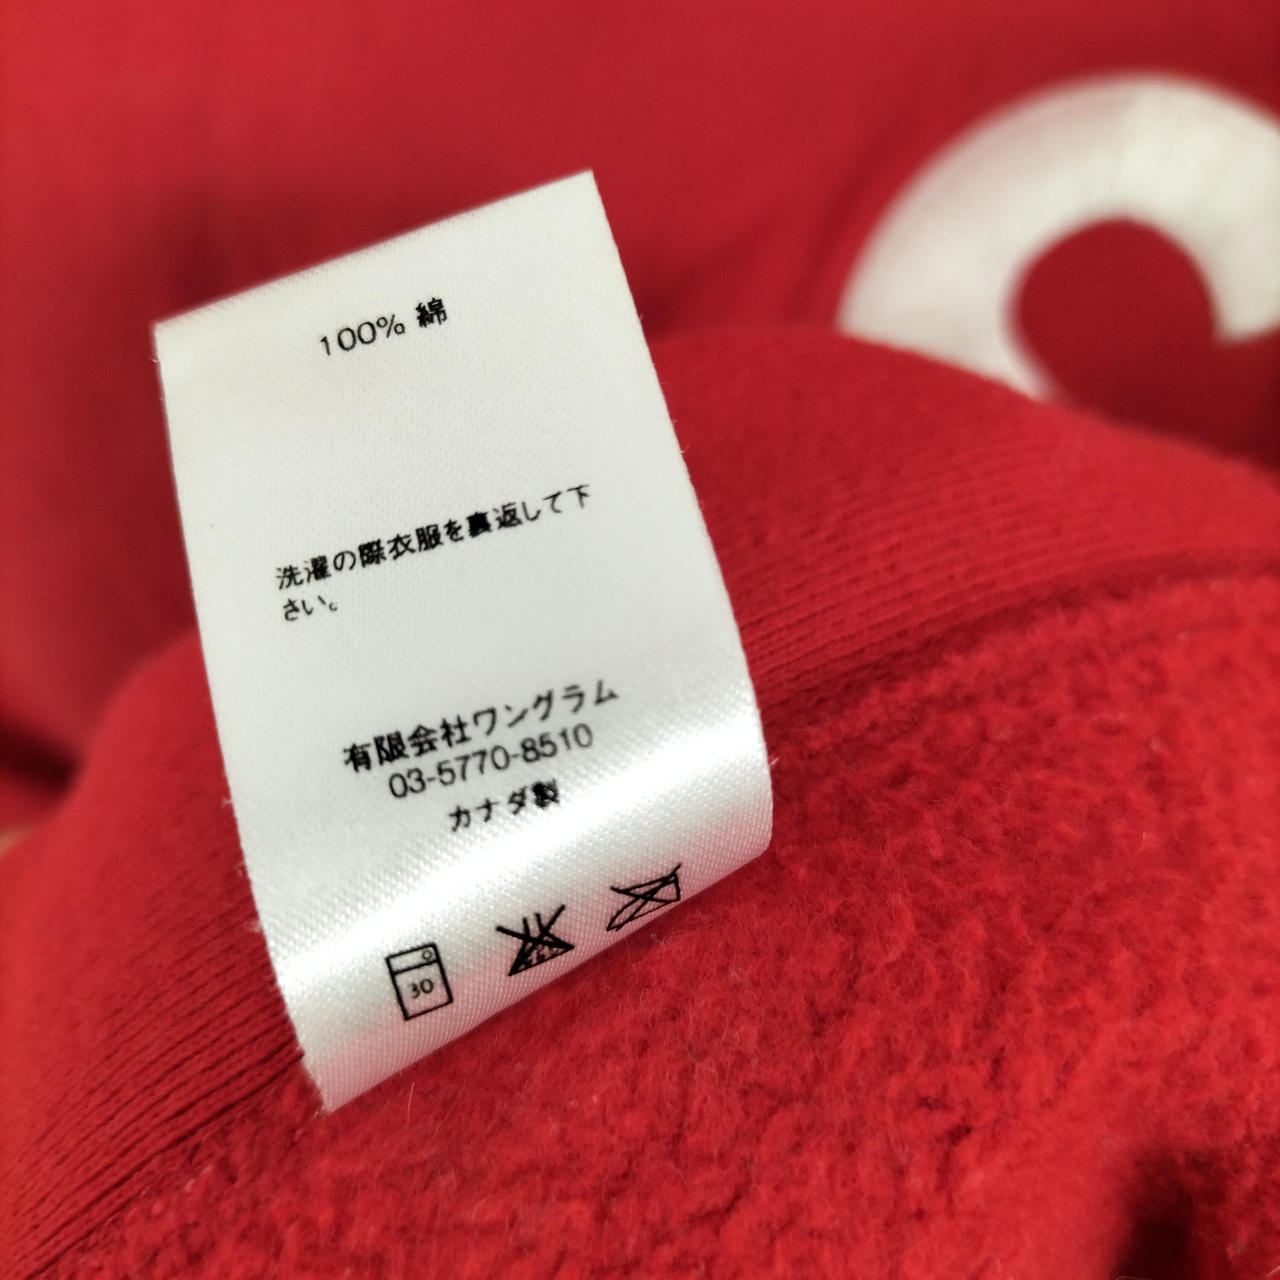 100% 綿
洗濯の際衣服を裏返して下
さい。
有限会社ワングラム
03-5770-8510
カナダ製
30